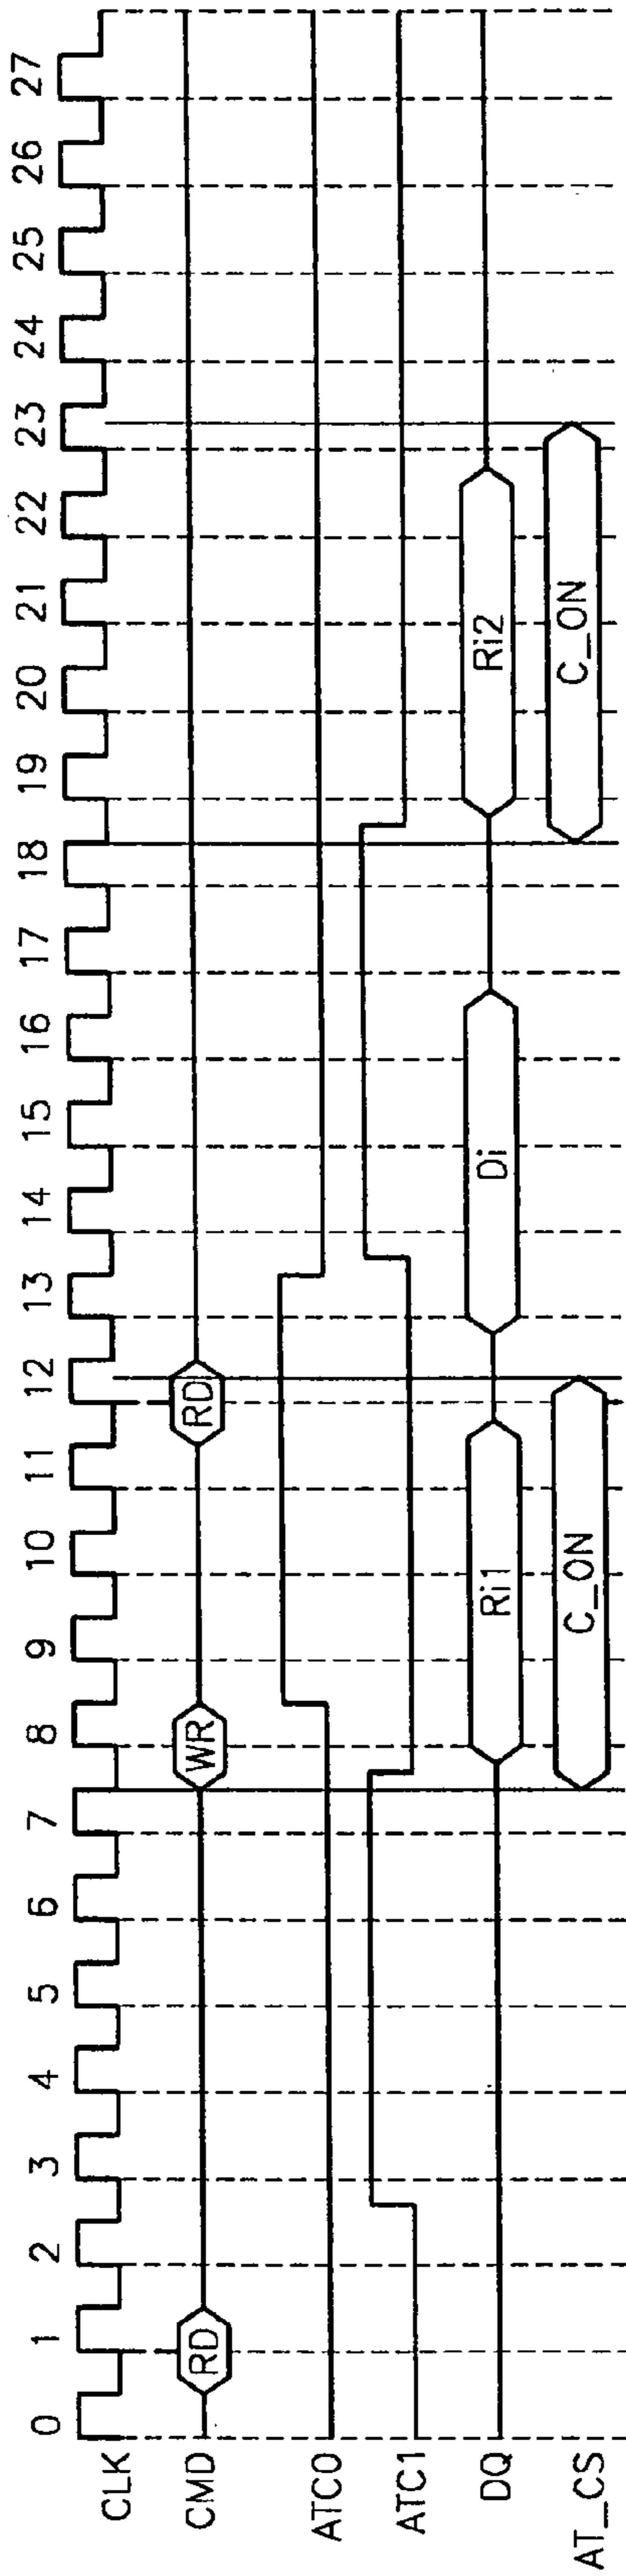 0 1 2 3 4 5 6 7 8 9 10 11 12 13 14 15 16 17 18 19 20 21 22 23 24 25 26 27
CLK
CMD RD WR RD
ATC0
ATC1
DQ Ri1 Di Ri2
AT_CS C_ON C_ON